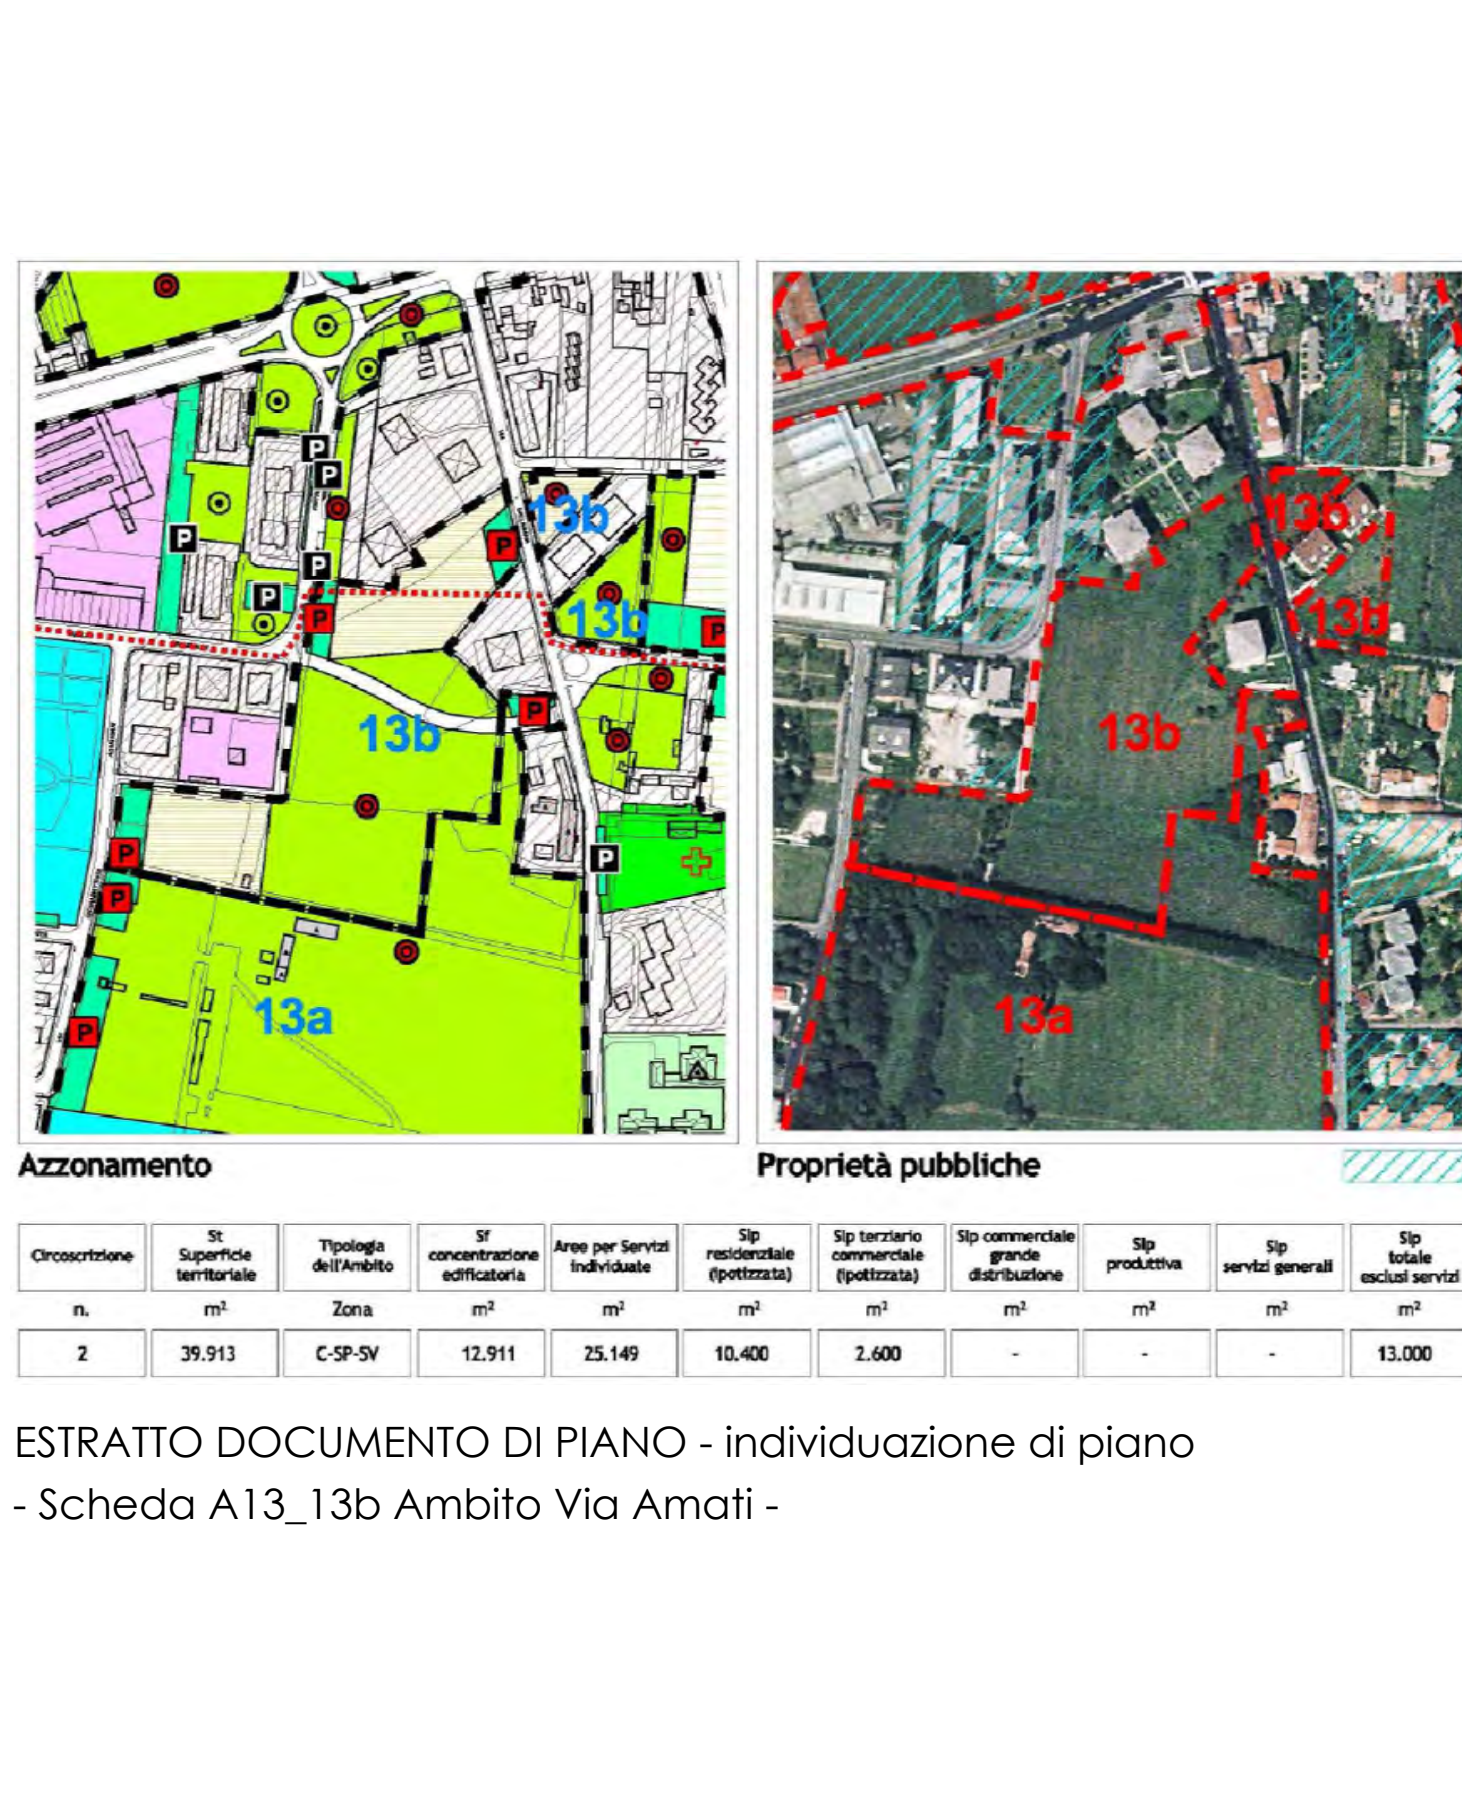 P
P
P
P
P
P
P
P
P
P
P
P
P
13b
13b
13b
13a
13b
13b
13b
13a
Azzonamento
Proprietà pubbliche
Circoscrizione
St
Superficie
territoriale
Tipologia
dell'Ambito
Sf
concentrazione
edificatoria
Aree per Servizi
individuate
Slp
residenziale
(ipotizzata)
Slp terziario
commerciale
(ipotizzata)
Slp commerciale
grande
distribuzione
Slp
produttiva
Slp
servizi generali
Slp
totale
esclusi servizi
n. m² Zona m² m² m² m² m² m² m² m²
2 39.913 C-SP-SV 12.911 25.149 10.400 2.600 - - - 13.000
ESTRATTO DOCUMENTO DI PIANO - individuazione di piano
- Scheda A13_13b Ambito Via Amati -